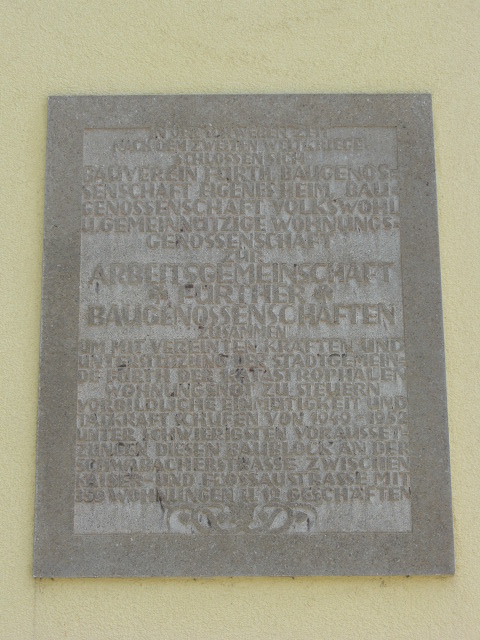 IN DER SCHWEREN ZEIT
NACH DEM ZWEITEN WELTKRIEGE
SCHLOSSEN SICH
BAUVEREIN FÜRTH, BAUGENOS-
SENSCHAFT EIGENES HEIM, BAU-
GENOSSENSCHAFT VOLKSWOHL
U. GEMEINNÜTZIGE WOHNUNGS-
GENOSSENSCHAFT
ZUR
ARBEITSGEMEINSCHAFT
FÜRTHER
BAUGENOSSENSCHAFTEN
ZUSAMMEN
UM MIT VEREINTEN KRÄFTEN UND
UNTERSTÜTZUNG DER STADTGEMEIN-
DE FÜRTH DER KATASTROPHALEN
WOHNUNGSNOT ZU STEUERN
VORBILDLICHE EINMÜTIGKEIT UND
TATKRAFT SCHUFEN VON 1949-1952
UNTER SCHWIERIGSTEN VORAUSSET-
ZUNGEN DIESEN BAUBLOCK AN DER
SCHWABACHERSTRASSE ZWISCHEN
KAISER- UND FLÖSSAUSTRASSE MIT
WOHNUNGEN U. 12 GESCHÄFTEN